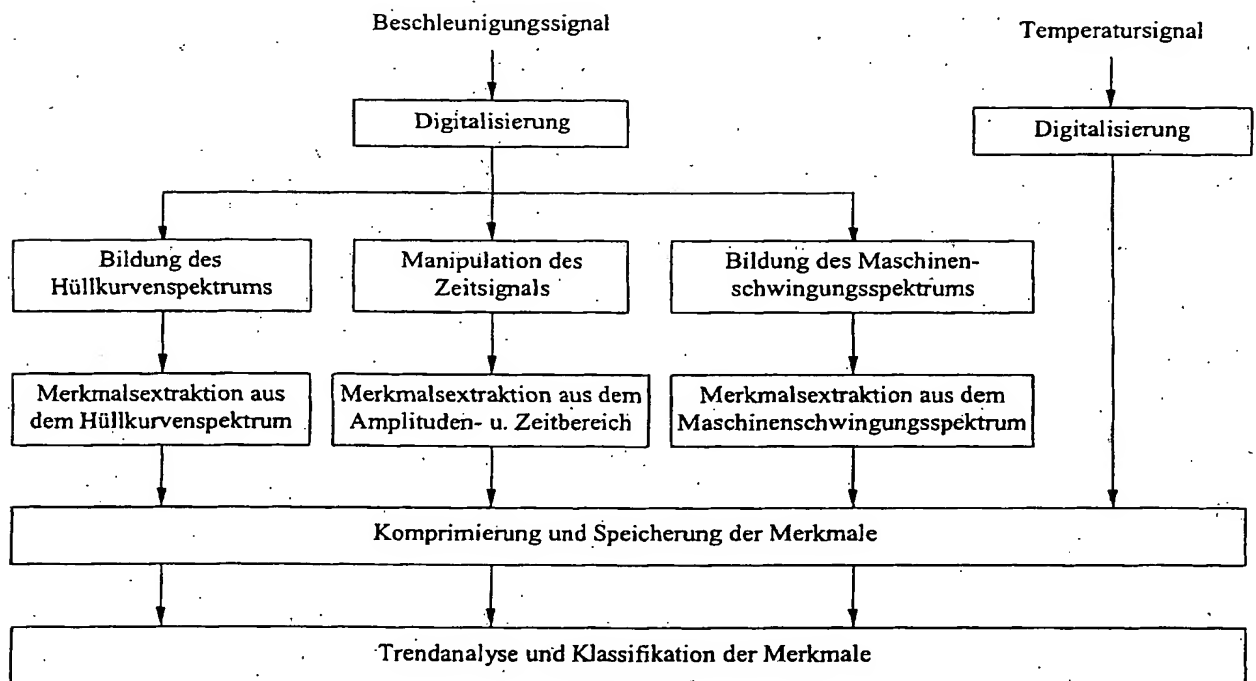 Beschleunigungssignal
Temperatursignal
Digitalisierung
Digitalisierung
Bildung des
Hüllkurvenspektrums
Manipulation des
Zeitsignals
Bildung des Maschinen-
schwingungsspektrums
Merkmalsextraktion aus
dem Hüllkurvenspektrum
Merkmalsextraktion aus dem
Amplituden- u. Zeitbereich
Merkmalsextraktion aus dem
Maschinenschwingungsspektrum
Komprimierung und Speicherung der Merkmale
Trendanalyse und Klassifikation der Merkmale